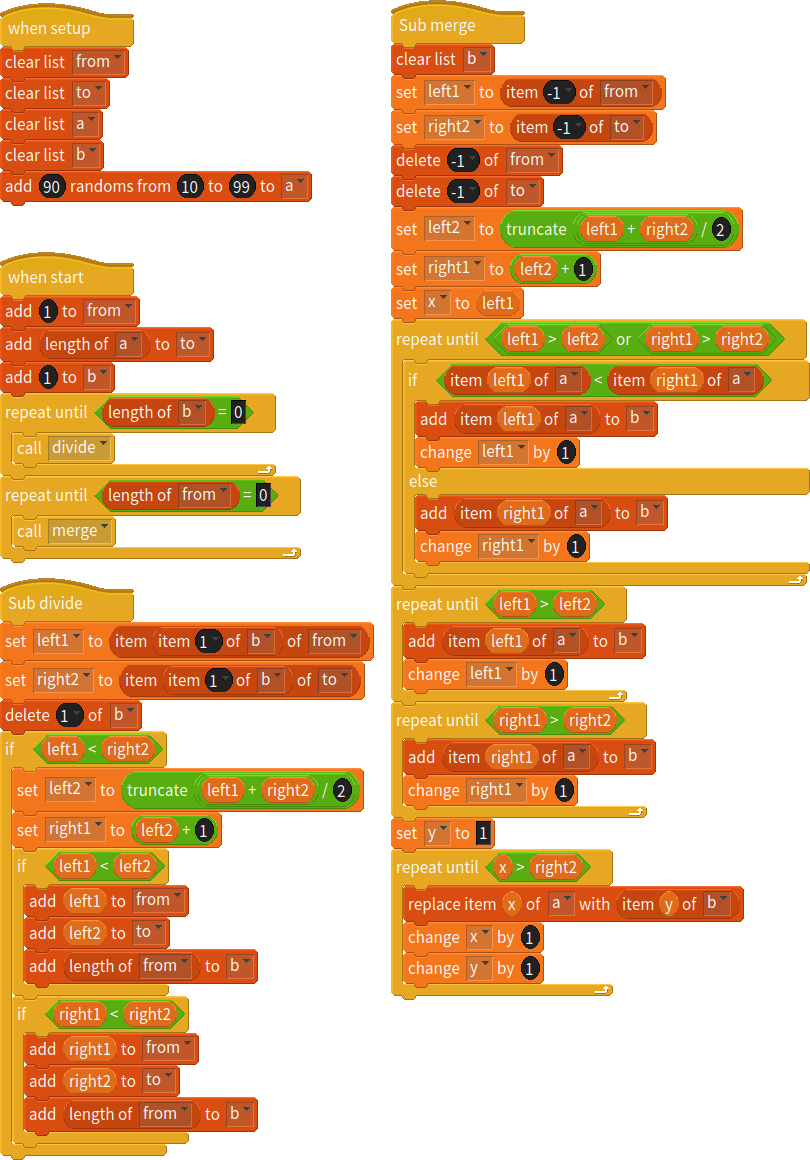 when setup
clear list from
clear list to
clear list a
clear list b
add 90 randoms from 10 to 99 to a
when start
add 1 to from
add length of a to to
add 1 to b
repeat until length of b = 0
call divide
repeat until length of from = 0
call merge
Sub divide
set left1 to item item 1 of b of from
set right2 to item item 1 of b of to
delete 1 of b
if left1 < right2
set left2 to truncate left1 + right2 / 2
set right1 to left2 + 1
if left1 < left2
add left1 to from
add left2 to to
add length of from to b
if right1 < right2
add right1 to from
add right2 to to
add length of from to b
Sub merge
clear list b
set left1 to item -1 of from
set right2 to item -1 of to
delete -1 of from
delete -1 of to
set left2 to truncate left1 + right2 / 2
set right1 to left2 + 1
set x to left1
repeat until left1 > left2 or right1 > right2
if item left1 of a < item right1 of a
add item left1 of a to b
change left1 by 1
else
add item right1 of a to b
change right1 by 1
repeat until left1 > left2
add item left1 of a to b
change left1 by 1
repeat until right1 > right2
add item right1 of a to b
change right1 by 1
set y to 1
repeat until x > right2
replace item x of a with item y of b
change x by 1
change y by 1